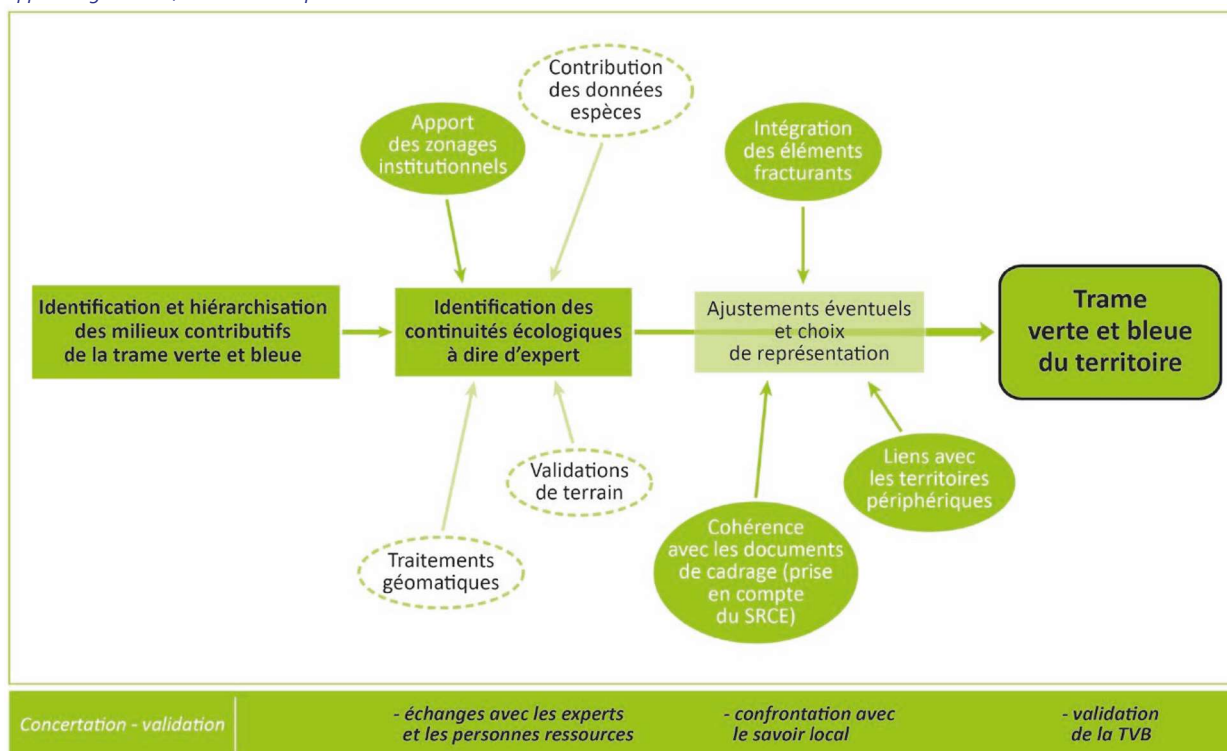 Contribution
des données
espèces
Apport
des zonages
institutionnels
Intégration
des éléments
fracturants
Identification et hiérarchisation
des milieux contributifs
de la trame verte et bleue
Identification des
continuités écologiques
à dire d'expert
Ajustements éventuels
et choix
de représentation
Trame
verte et bleue
du territoire
Validations
de terrain
Liens avec
les territoires
périphériques
Traitements
géomatiques
Cohérence
avec les documents
de cadrage (prise
en compte
du SRCE)
Concertation - validation
- échanges avec les experts
et les personnes ressources
- confrontation avec
le savoir local
- validation
de la TVB